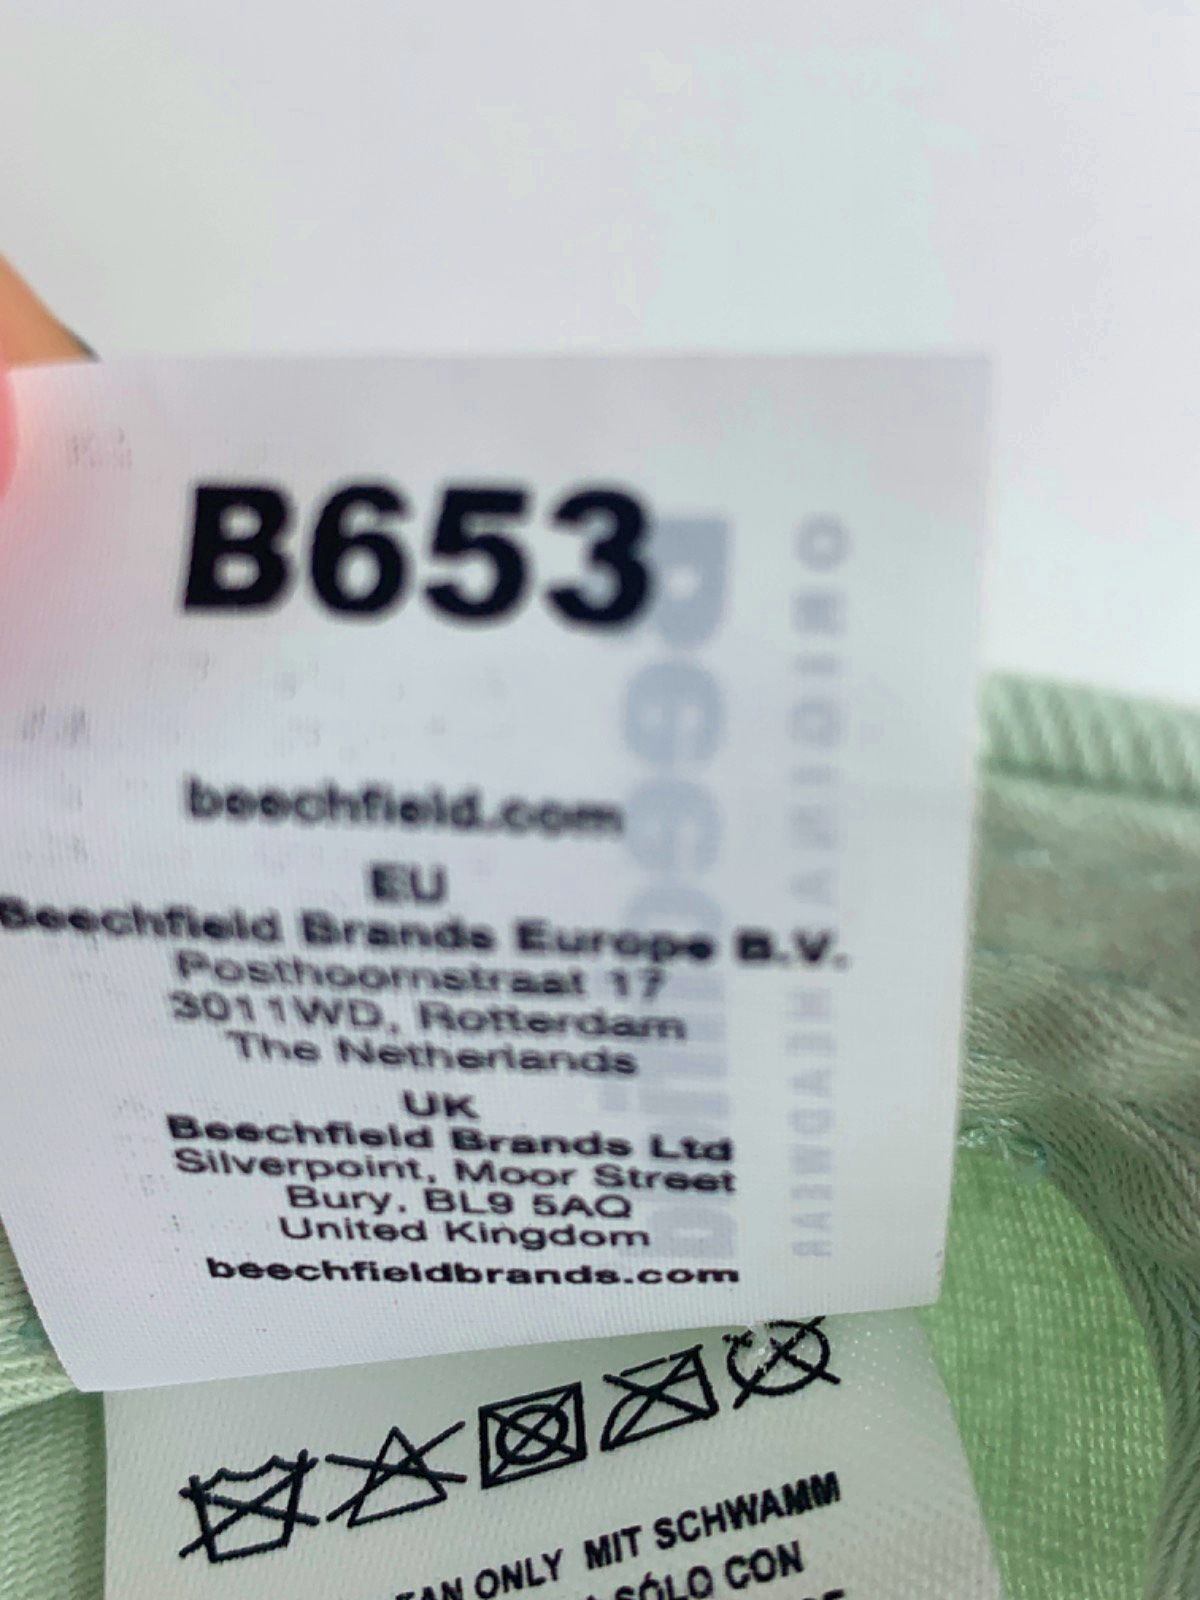 B653
beechfield.com
EU
Beechfield Brands Europe B.V.
Posthoornstraat 17
3011WD, Rotterdam
The Netherlands
UK
Beechfield Brands Ltd
Silverpoint, Moor Street
Bury, BL9 5AQ
United Kingdom
beechfieldbrands.com
ONLY MIT SCHWAMM
SÓLO CON